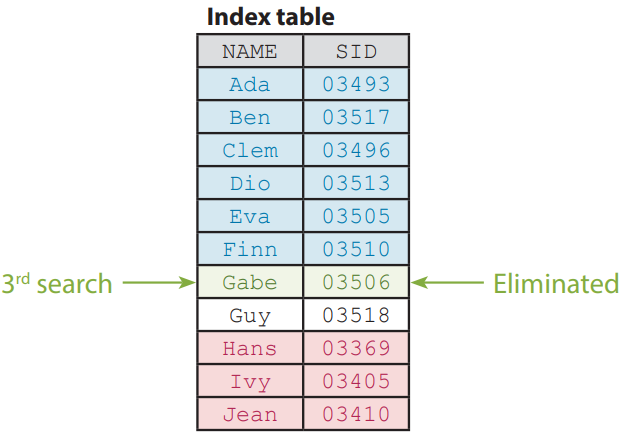 Index table
NAME SID
Ada 03493
Ben 03517
Clem 03496
Dio 03513
Eva 03505
Finn 03510
3rd search Gabe 03506 Eliminated
Guy 03518
Hans 03369
Ivy 03405
Jean 03410